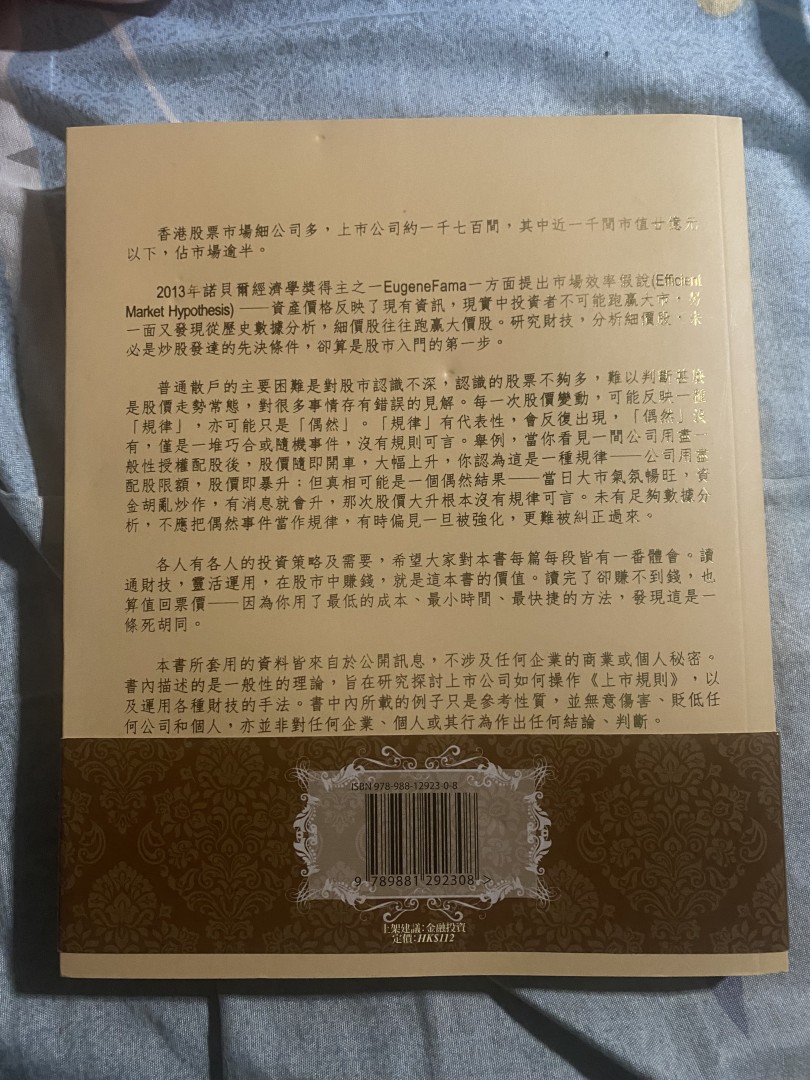 香港股票市場細公司多，上市公司約一千七百間，其中近一千間市值廿億元
以下，佔市場逾半。
2013年諾貝爾經濟學獎得主之一EugeneFama一方面提出市場效率假說(Efficient
Market Hypothesis) ——資產價格反映了現有資訊，現實中投資者不可能跑贏大市，另
一面又發現從歷史數據分析，細價股往往跑贏大價股。研究財技，分析細價股，未
必是炒股發達的先決條件，卻算是股市入門的第一步。
普通散戶的主要困難是對股市認識不深，認識的股票不夠多，難以判斷甚麼
是股價走勢常態，對很多事情存有錯誤的見解。每一次股價變動，可能反映一種
「規律」，亦可能只是「偶然」。「規律」有代表性，會反復出現，「偶然」沒
有，僅是一堆巧合或隨機事件，沒有規則可言。舉例，當你看見一間公司用盡一
般性授權配股後，股價隨即開車，大幅上升，你認為這是一種規律——公司用盡
配股限額，股價即暴升；但真相可能是一個偶然結果——當日大市氣氛暢旺，資
金胡亂炒作，有消息就會升，那次股價大升根本沒有規律可言。未有足夠數據分
析，不應把偶然事件當作規律，有時偏見一旦被強化，更難被糾正過來。
各人有各人的投資策略及需要，希望大家對本書每篇每段皆有一番體會。讀
通財技，靈活運用，在股市中賺錢，就是這本書的價值。讀完了卻賺不到錢，也
算值回票價——因為你用了最低的成本、最小時間、最快捷的方法，發現這是一
條死胡同。
本書所套用的資料皆來自於公開訊息，不涉及任何企業的商業或個人秘密。
書內描述的是一般性的理論，旨在研究探討上市公司如何操作《上市規則》，以
及運用各種財技的手法。書中內所載的例子只是參考性質，並無意傷害、貶低任
何公司和個人，亦並非對任何企業、個人或其行為作出任何結論、判斷。
ISBN 978-988-12923-0-8
9 789881 292308 >
上架建議：金融投資
定價：HK$112